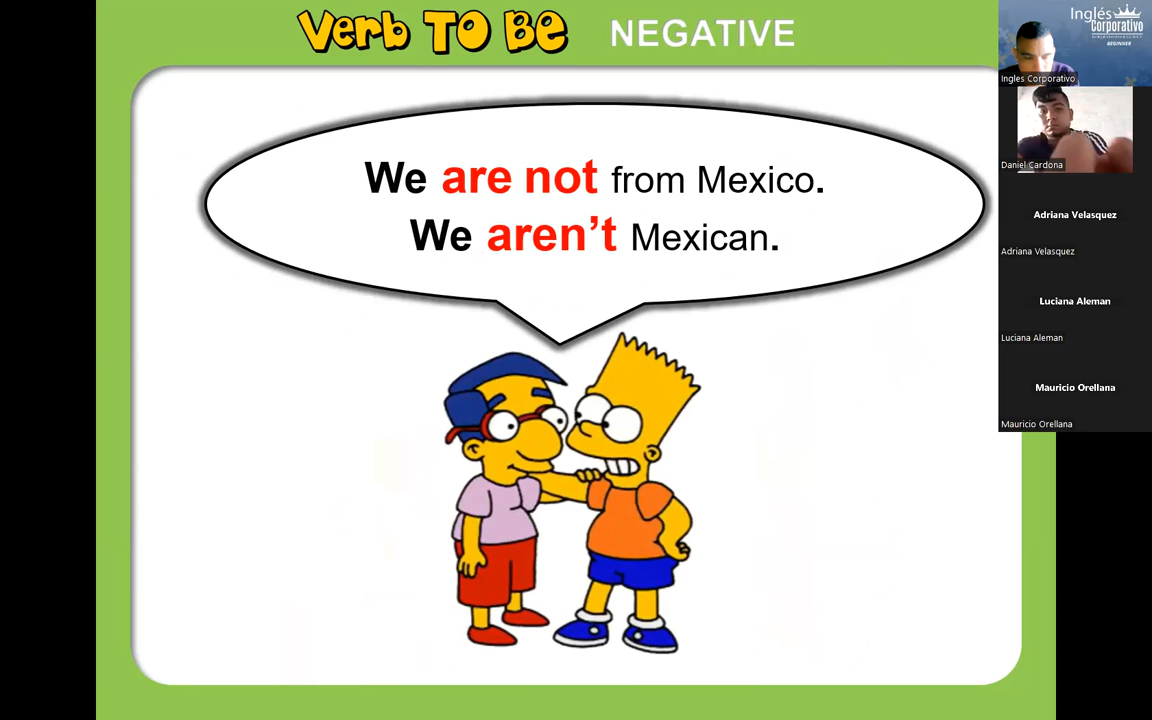 Verb TO Be NEGATIVE
We are not from Mexico.
We aren't Mexican.
Inglés
Corporativo
BEGINNER
Ingles Corporativo
Daniel Cardona
Adriana Velasquez
Adriana Velasquez
Luciana Aleman
Luciana Aleman
Mauricio Orellana
Mauricio Orellana